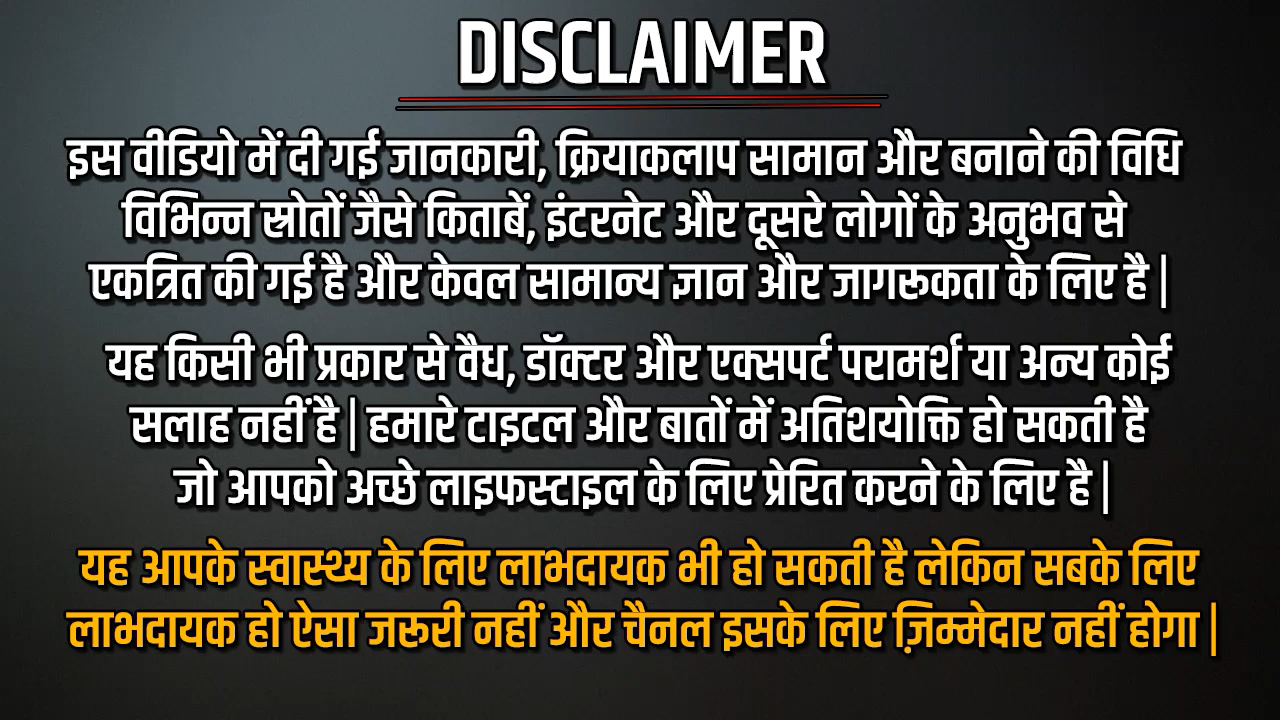 DISCLAIMER
इस वीडियो में दी गई जानकारी, क्रियाकलाप सामान और बनाने की विधि
विभिन्न स्रोतों जैसे किताबें, इंटरनेट और दूसरे लोगों के अनुभव से
एकत्रित की गई है और केवल सामान्य ज्ञान और जागरूकता के लिए है |
यह किसी भी प्रकार से वैध, डॉक्टर और एक्सपर्ट परामर्श या अन्य कोई
सलाह नहीं है | हमारे टाइटल और बातों में अतिशयोक्ति हो सकती है
जो आपको अच्छे लाइफस्टाइल के लिए प्रेरित करने के लिए है |
यह आपके स्वास्थ्य के लिए लाभदायक भी हो सकती है लेकिन सबके लिए
लाभदायक हो ऐसा जरूरी नहीं और चैनल इसके लिए ज़िम्मेदार नहीं होगा |